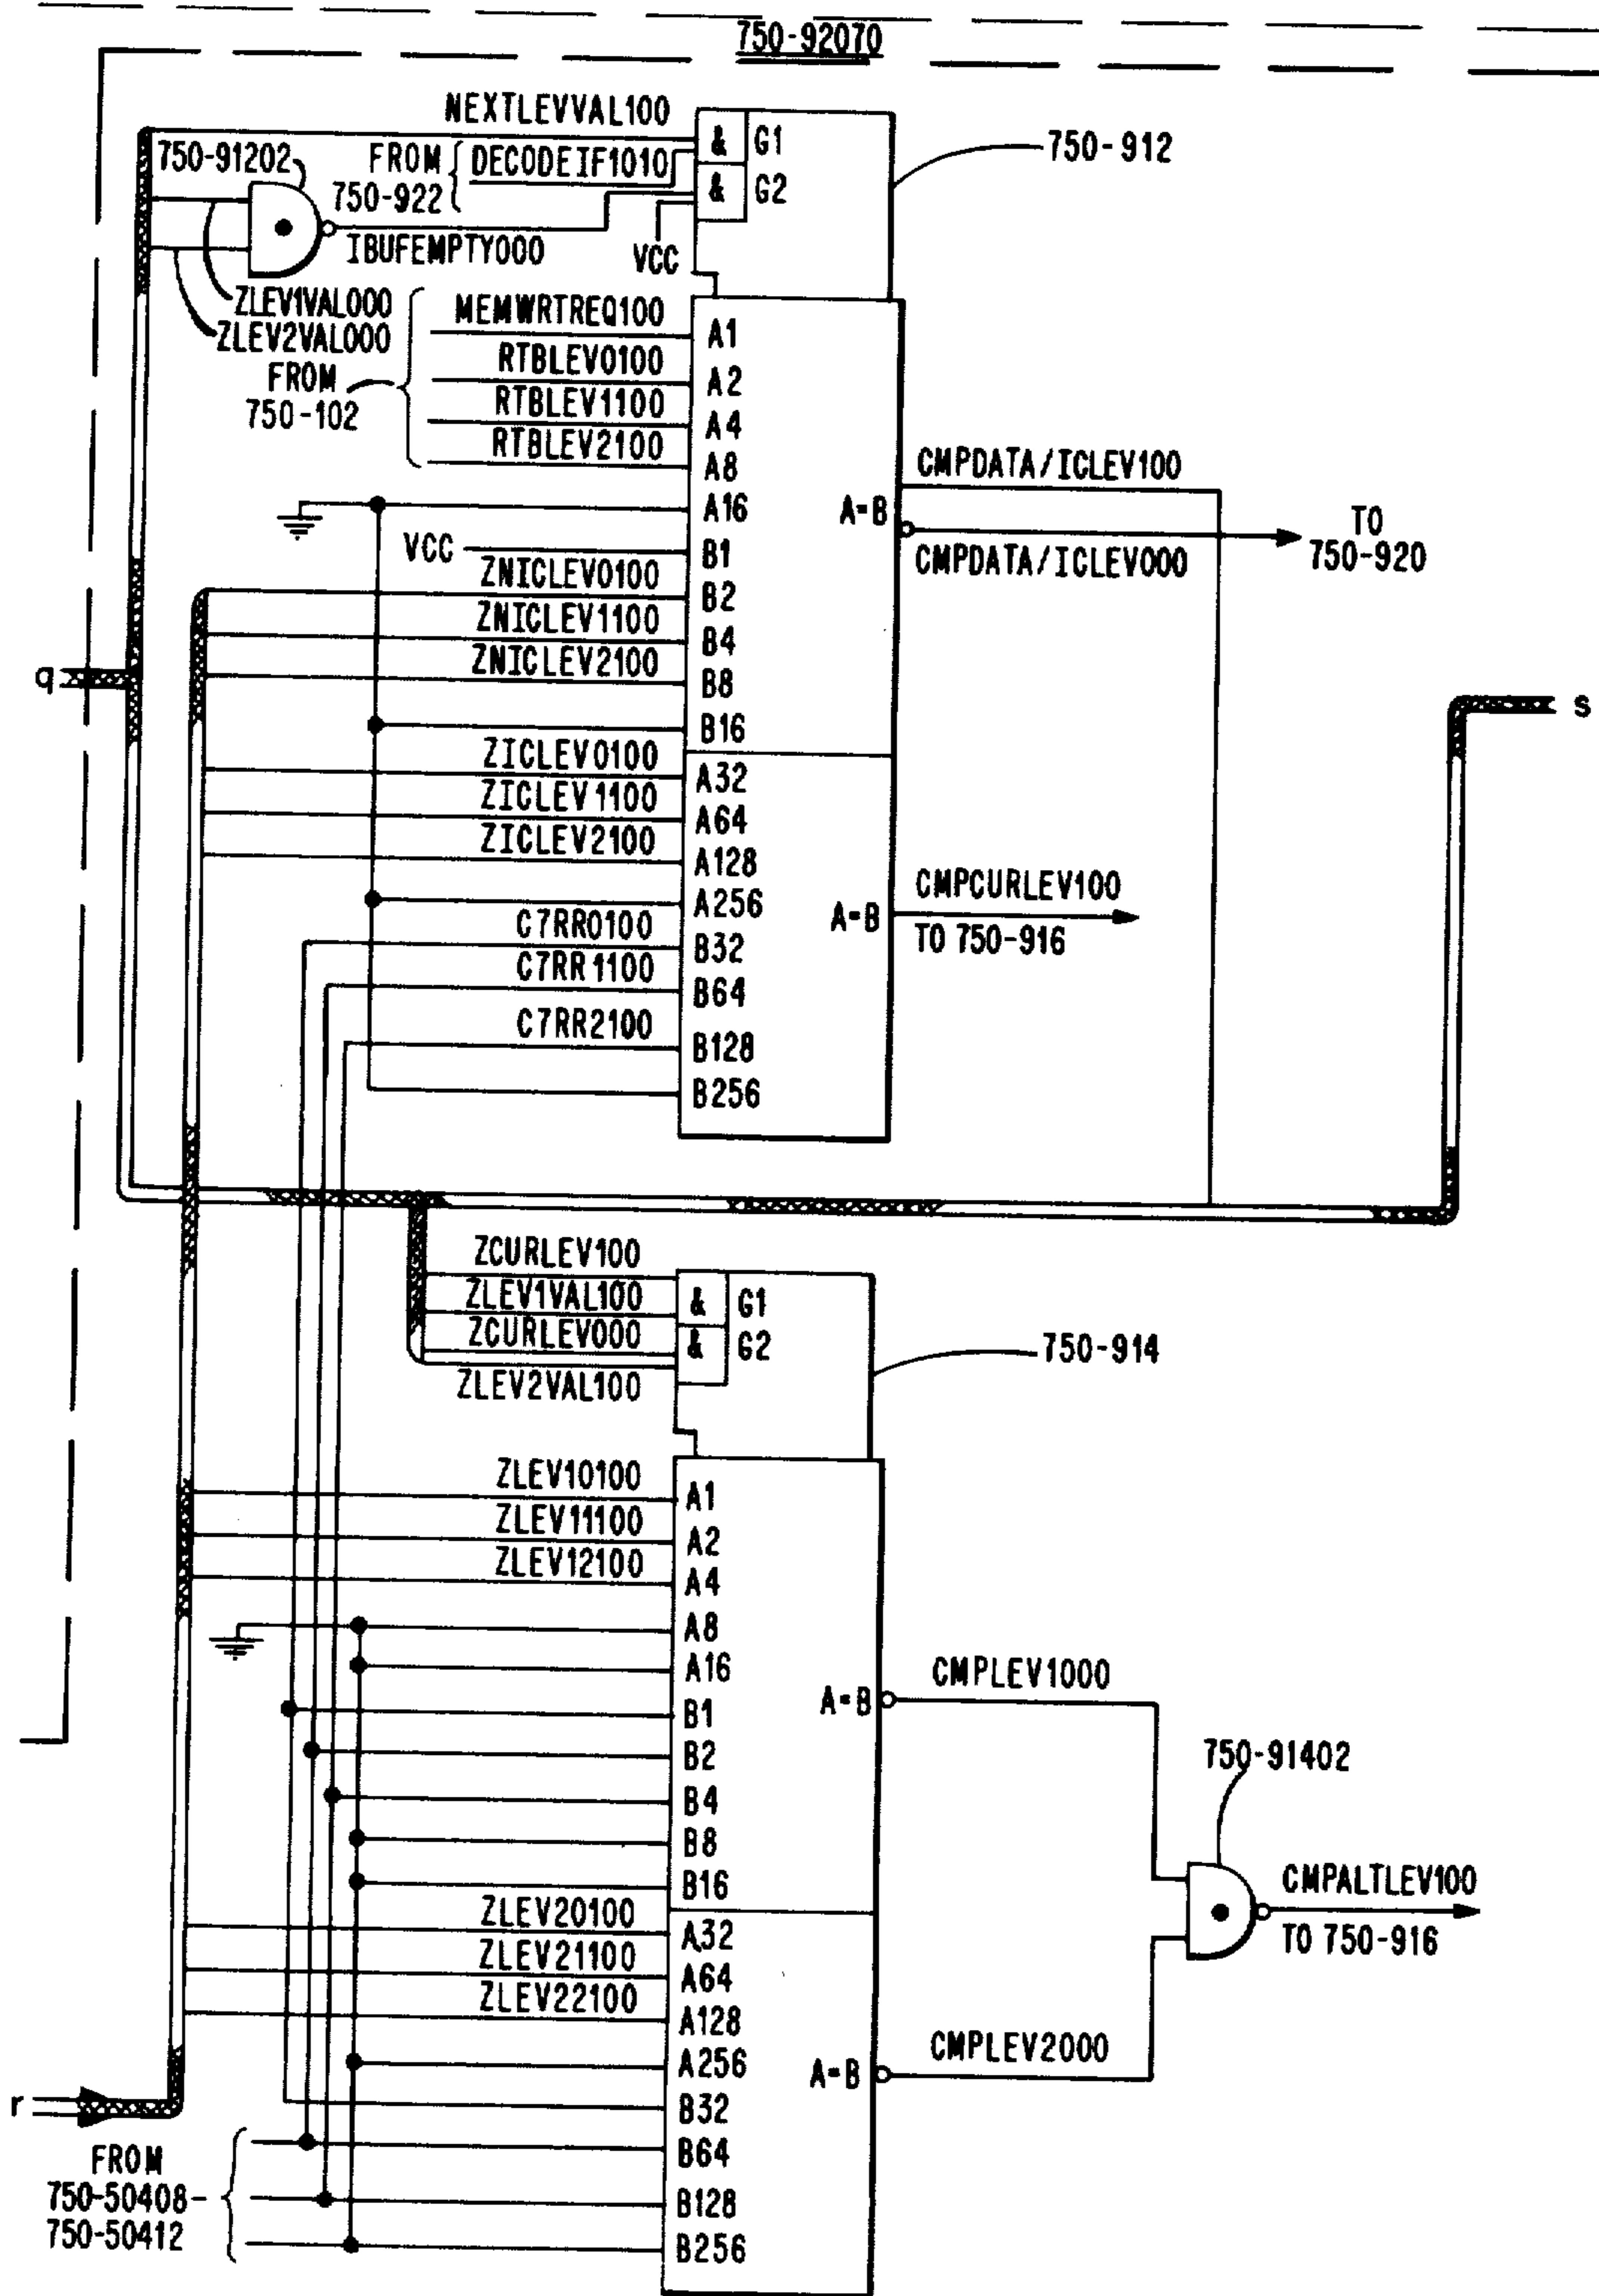 750-92070
NEXTLEVVAL100
& G1
750-912
750-91202
FROM
750-922
DECODEIF1010
& G2
IBUFEMPTY000
VCC
ZLEV1VAL000
ZLEV2VAL000
FROM
750-102
MEMWRTREQ100
A1
RTBLEV0100
A2
RTBLEV1100
A4
RTBLEV2100
A8
CMPDATA/ICLEV100
A16
A=B
TO
750-920
VCC
B1
CMPDATA/ICLEV000
ZNICLEV0100
B2
ZNICLEV1100
B4
ZNICLEV2100
B8
q
s
B16
ZICLEV0100
A32
ZICLEV1100
A64
ZICLEV2100
A128
CMPCURLEV100
A256
A=B
TO 750-916
C7RR0100
B32
C7RR1100
B64
C7RR2100
B128
B256
ZCURLEV100
ZLEV1VAL100
& G1
ZCURLEV000
& G2
750-914
ZLEV2VAL100
ZLEV10100
A1
ZLEV11100
A2
ZLEV12100
A4
A8
A16
CMPLEV1000
A=B
B1
B2
750-91402
B4
B8
B16
CMPALTLEV100
TO 750-916
ZLEV20100
A32
ZLEV21100
A64
ZLEV22100
A128
CMPLEV2000
A256
A=B
r
B32
FROM
750-50408-
750-50412
B64
B128
B256